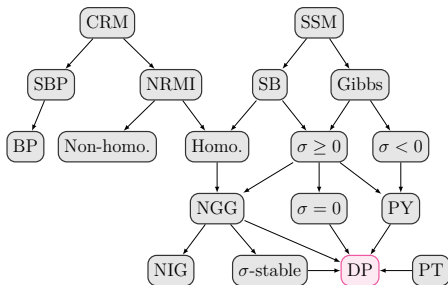 CRM SSM
SBP NRMI SB Gibbs
BP Non-homo. Homo. σ ≥ 0 σ < 0
NGG σ = 0 PY
NIG σ-stable DP PT